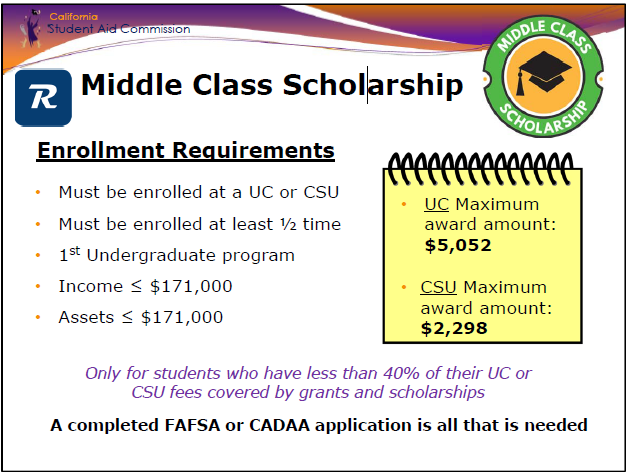 California
Student Aid Commission
MIDDLE CLASS
SCHOLARSHIP
R
Middle Class Scholarship
Enrollment Requirements
• Must be enrolled at a UC or CSU
• Must be enrolled at least ½ time
• 1st Undergraduate program
• Income ≤ $171,000
• Assets ≤ $171,000
• UC Maximum
award amount:
$5,052
• CSU Maximum
award amount:
$2,298
Only for students who have less than 40% of their UC or
CSU fees covered by grants and scholarships
A completed FAFSA or CADAA application is all that is needed